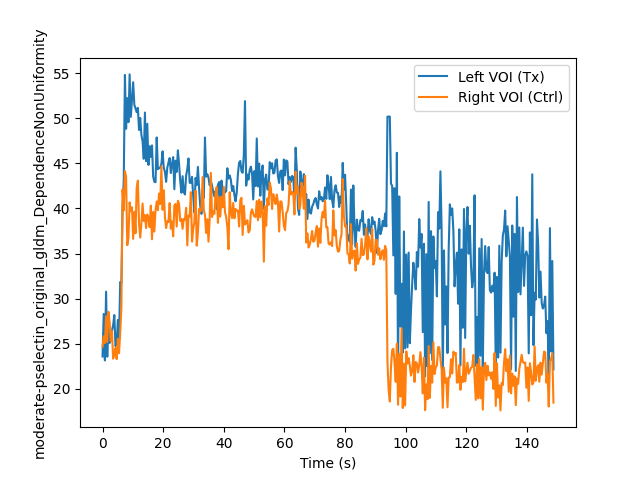 moderate-pselectin_original_gldm_DependenceNonUniformity
55
50
45
40
35
30
25
20
Left VOI (Tx)
Right VOI (Ctrl)
0 20 40 60 80 100 120 140
Time (s)